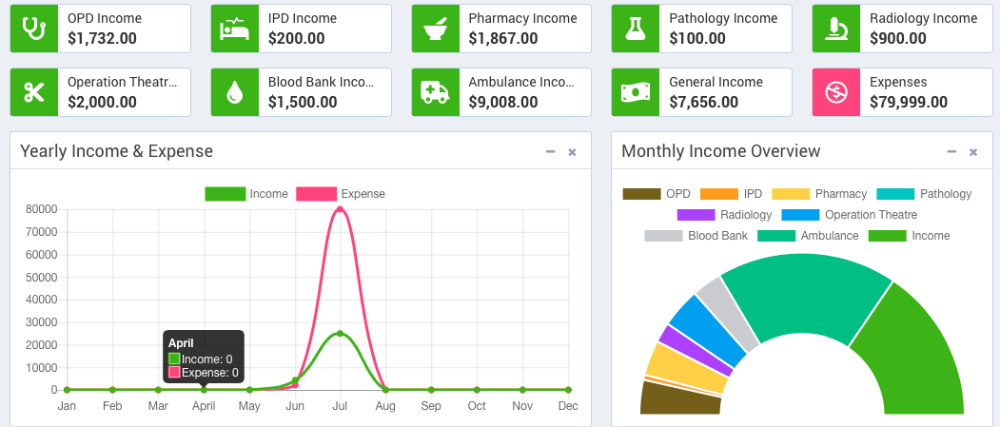 OPD Income
$1,732.00
IPD Income
$200.00
Pharmacy Income
$1,867.00
Pathology Income
$100.00
Radiology Income
$900.00
Operation Theatr...
$2,000.00
Blood Bank Inco...
$1,500.00
Ambulance Inco...
$9,008.00
General Income
$7,656.00
Expenses
$79,999.00
Yearly Income & Expense
Income Expense
80000
70000
60000
50000
40000
30000
20000
10000
0
April
Income: 0
Expense: 0
Jan Feb Mar April May Jun Jul Aug Sep Oct Nov Dec
Monthly Income Overview
OPD IPD Pharmacy Pathology
Radiology Operation Theatre
Blood Bank Ambulance Income